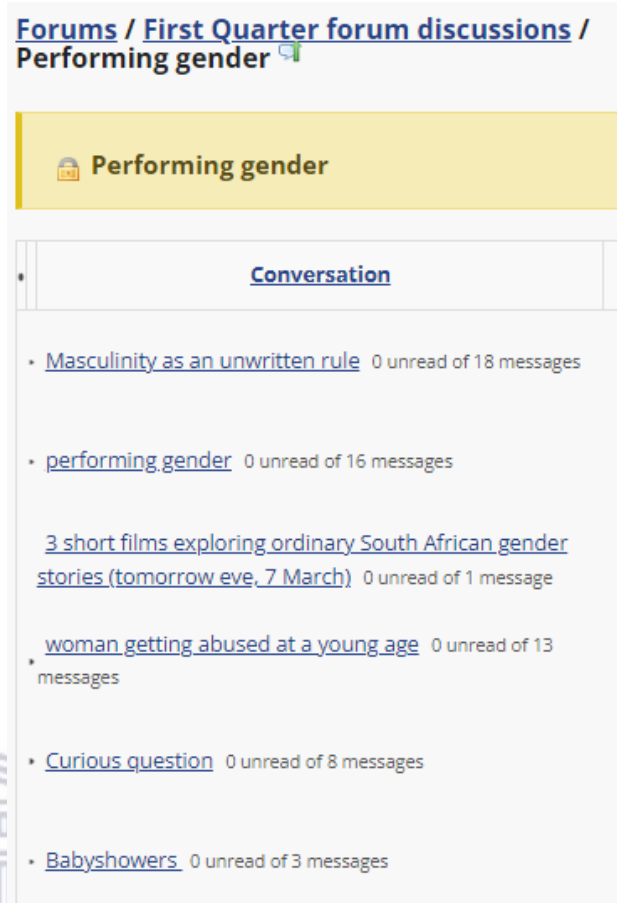 Forums / First Quarter forum discussions /
Performing gender
Performing gender
Conversation
Masculinity as an unwritten rule 0 unread of 18 messages
performing gender 0 unread of 16 messages
3 short films exploring ordinary South African gender
stories (tomorrow eve, 7 March) 0 unread of 1 message
woman getting abused at a young age 0 unread of 13
messages
Curious question 0 unread of 8 messages
Babyshowers 0 unread of 3 messages